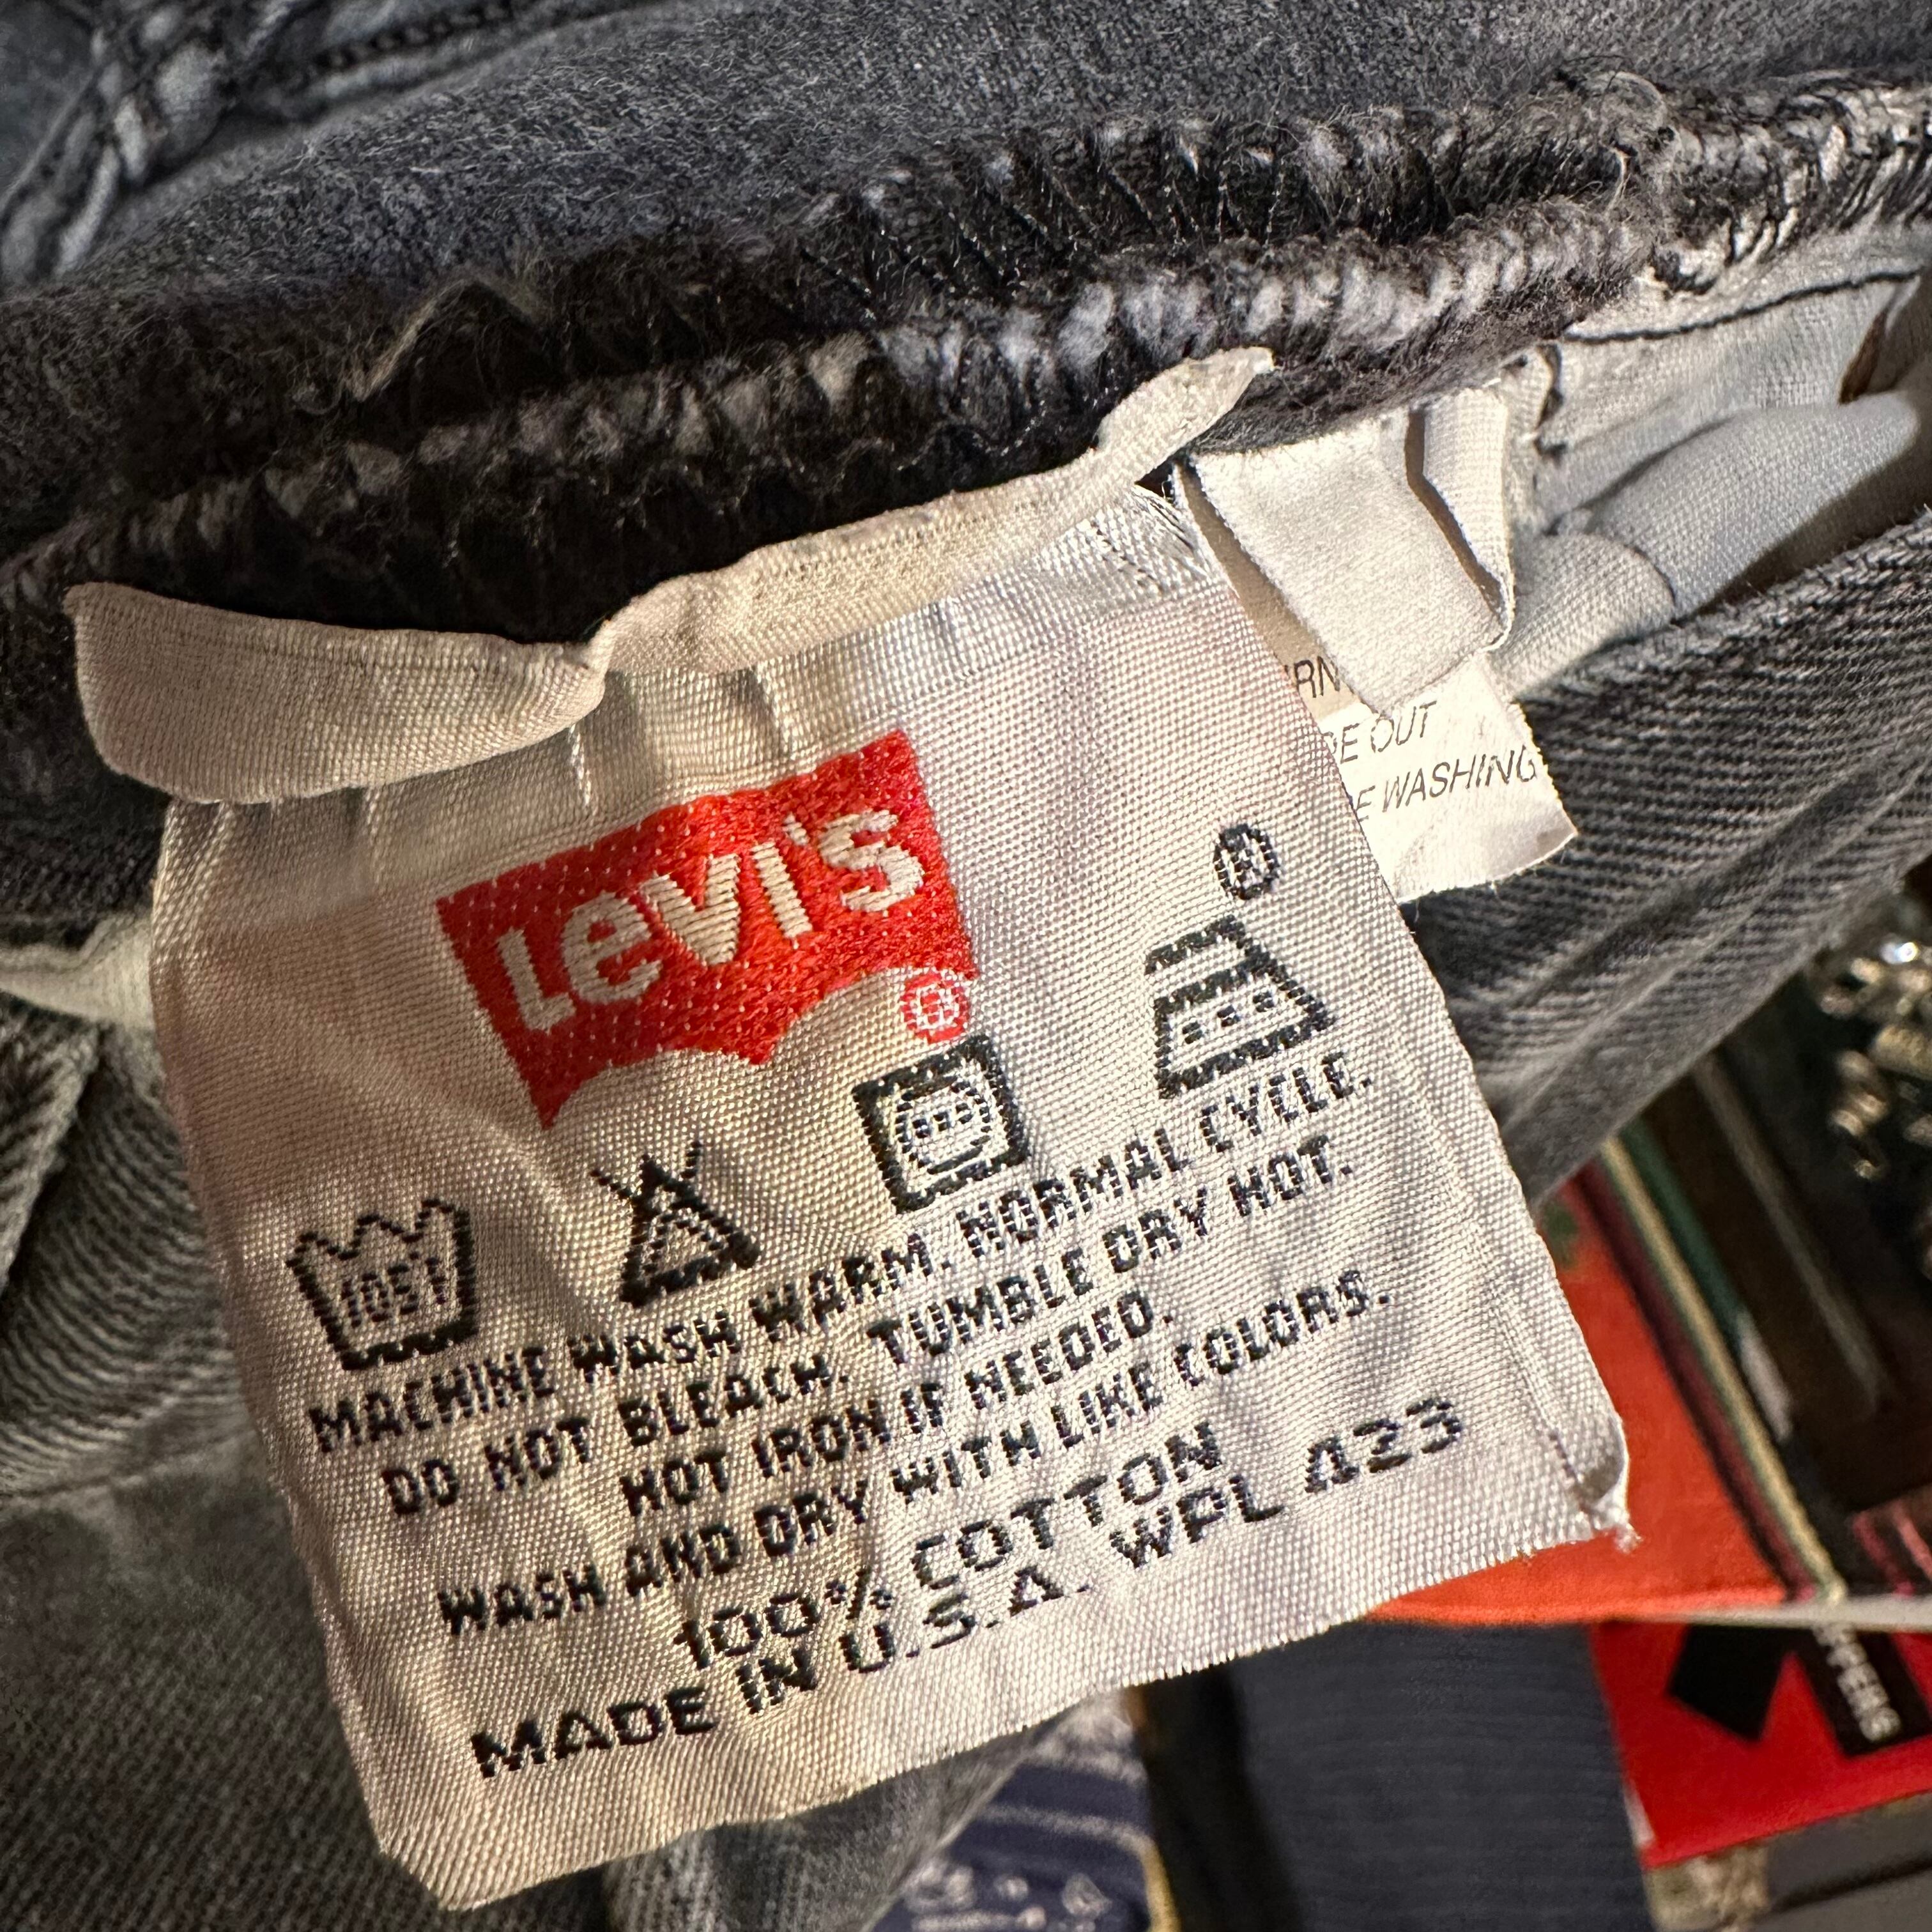 LEVI'S
®
®
105°F
MACHINE WASH WARM. NORMAL CYCLE.
DO NOT BLEACH. TUMBLE DRY HOT.
HOT IRON IF NEEDED.
WASH AND DRY WITH LIKE COLORS.
100% COTTON
MADE IN U.S.A. WPL 423
OUT
WASHING